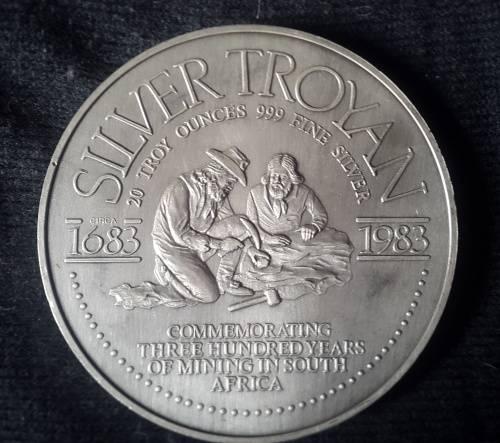 SILVER TROYAN
20 TROY OUNCES 999 FINE SILVER
CIRCA
1683
1983
COMMEMORATING
THREE HUNDRED YEARS
OF MINING IN SOUTH
AFRICA